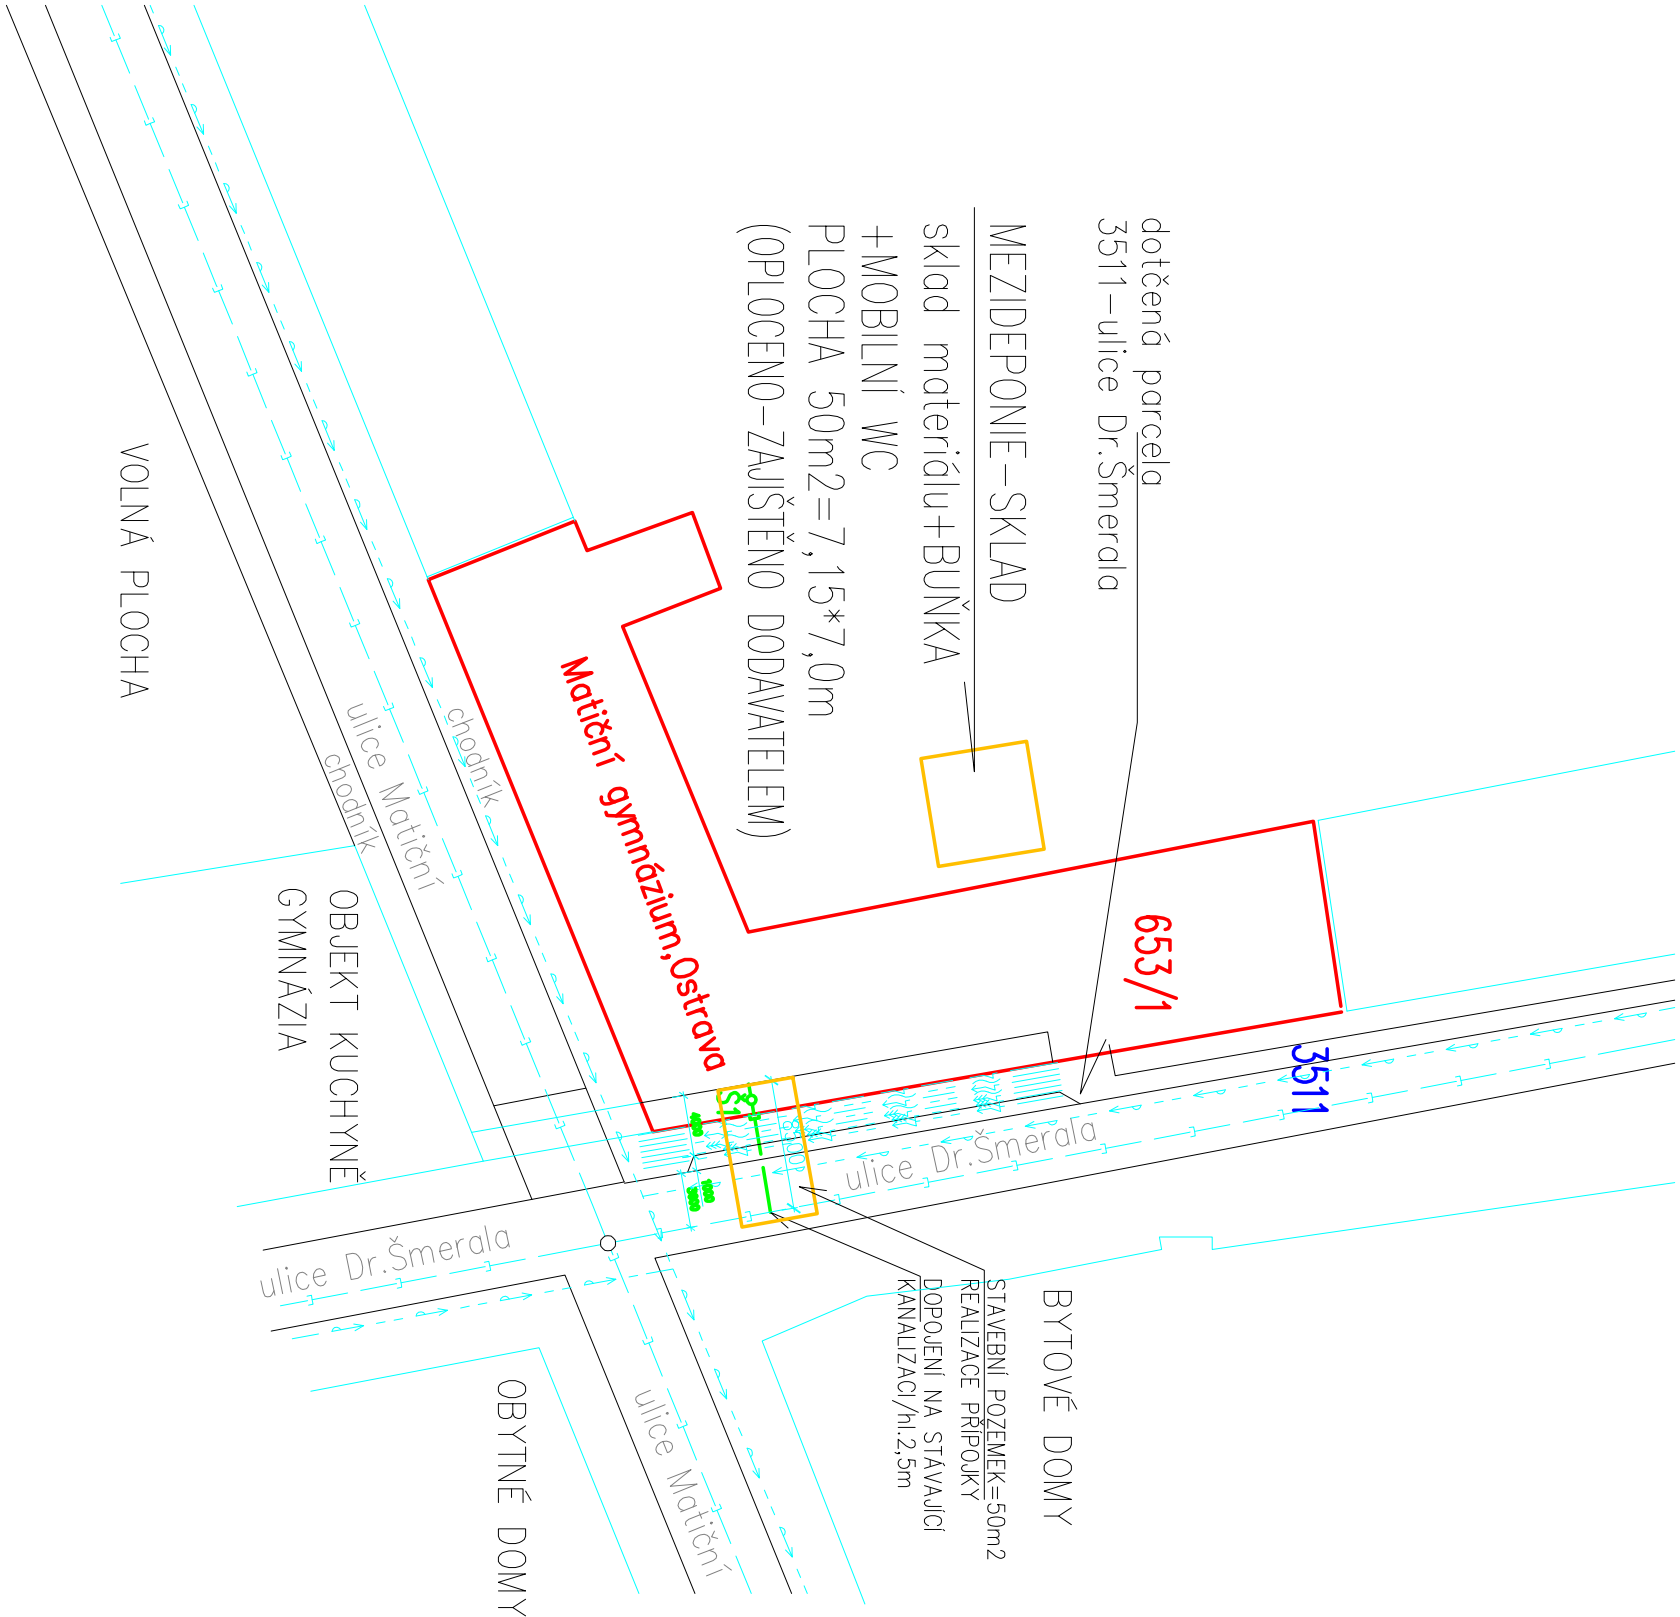 dotčená parcela
3511-ulice Dr.Šmerala
MEZIDEPONIE-SKLAD
sklad materiálu+BUŇKA
+MOBILNÍ WC
PLOCHA 50m2=7,15*7,0m
(OPLOCENO-ZAJIŠTĚNO DODAVATELEM)
VOLNÁ PLOCHA
chodník
ulice Matiční
chodník
Matiční gymnázium,Ostrava
653/1
3511
OBJEKT KUCHYNĚ
GYMNÁZIA
Š1
ulice Dr.Šmerala
ulice Dr.Šmerala
BYTOVÉ DOMY
STAVEBNÍ POZEMEK=50m2
REALIZACE PŘÍPOJKY
DOPOJENÍ NA STÁVAJÍCÍ
KANALIZACI/hl.2,5m
OBYTNÉ DOMY
ulice Matiční